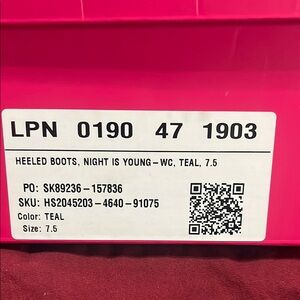 LPN 0190 47 1903
HEELED BOOTS, NIGHT IS YOUNG-WC, TEAL, 7.5
PO: SK89236-157836
SKU: HS2045203-4640-91075
Color: TEAL
Size: 7.5